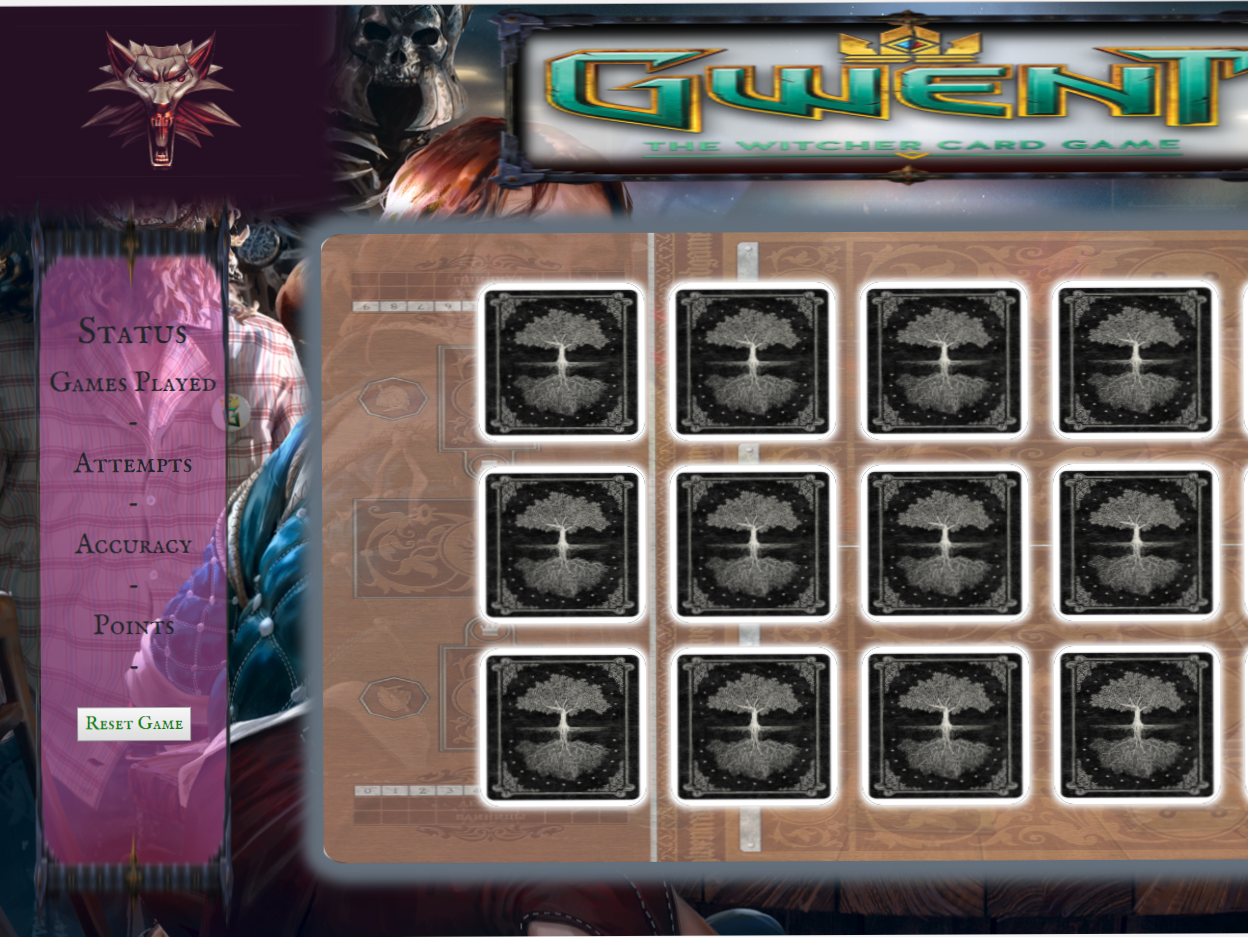 GWENT
THE WITCHER CARD GAME
Status
Games Played
-
Attempts
-
Accuracy
-
Points
-
Reset Game